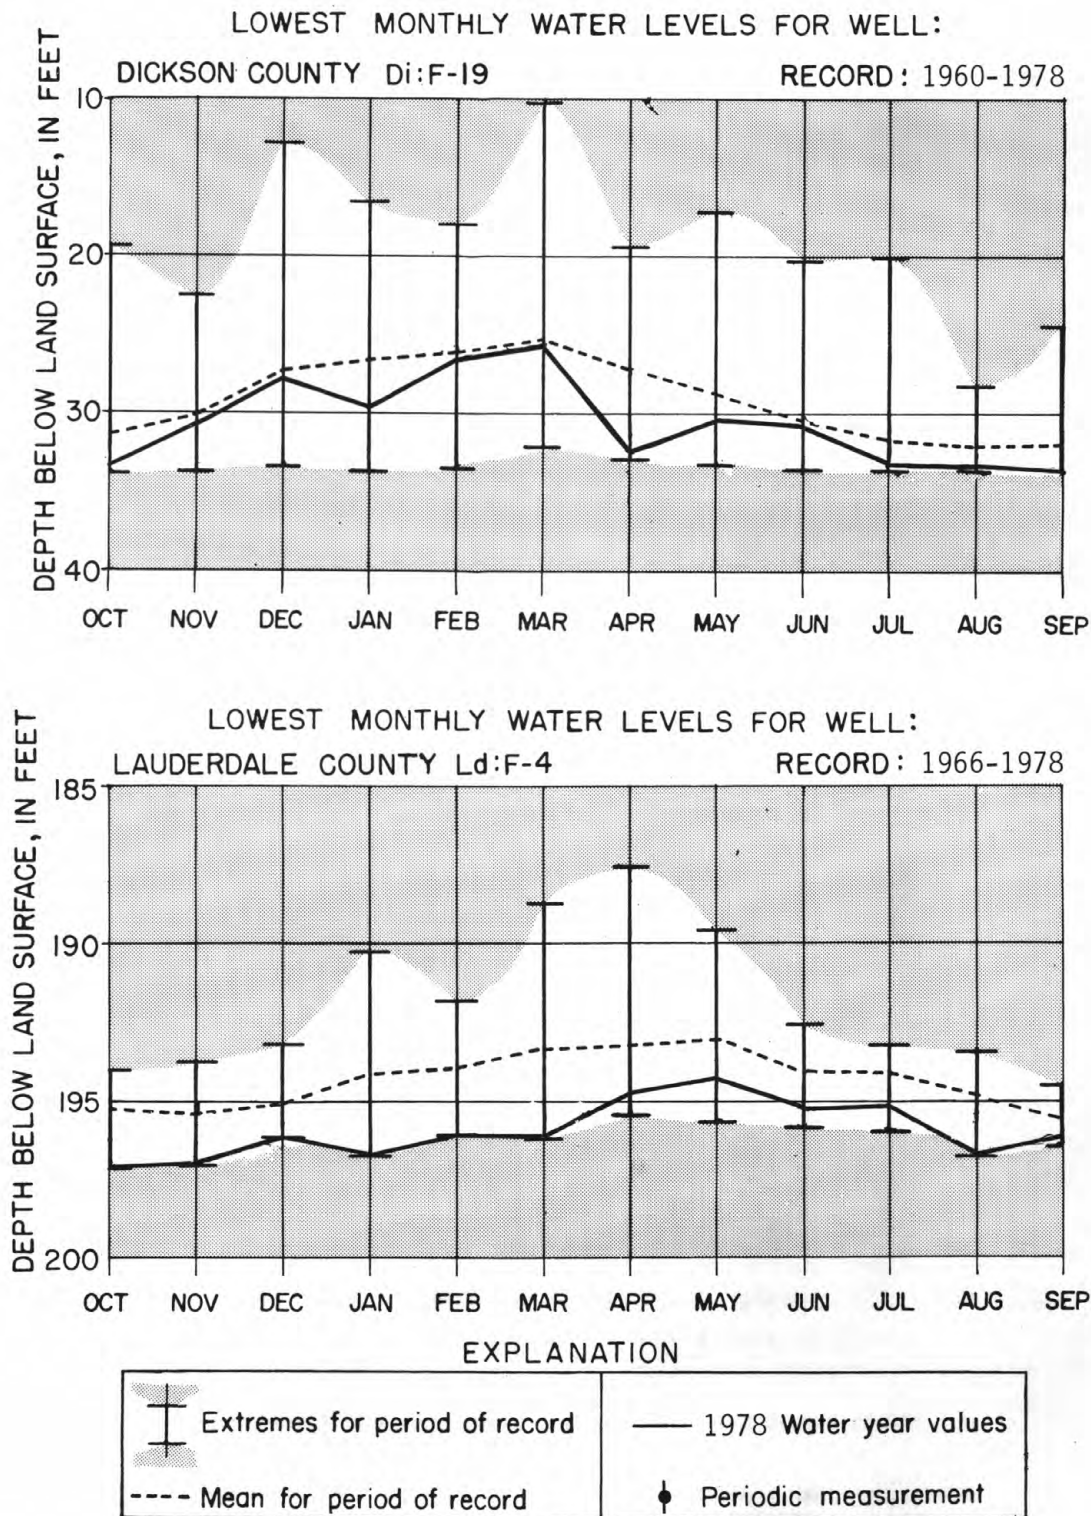 LOWEST MONTHLY WATER LEVELS FOR WELL:
DICKSON COUNTY Di:F-19 RECORD: 1960-1978
DEPTH BELOW LAND SURFACE, IN FEET
10
20
30
40
OCT NOV DEC JAN FEB MAR APR MAY JUN JUL AUG SEP
LOWEST MONTHLY WATER LEVELS FOR WELL:
LAUDERDALE COUNTY Ld:F-4 RECORD: 1966-1978
DEPTH BELOW LAND SURFACE, IN FEET
185
190
195
200
OCT NOV DEC JAN FEB MAR APR MAY JUN JUL AUG SEP
EXPLANATION
Extremes for period of record
1978 Water year values
Mean for period of record
Periodic measurement